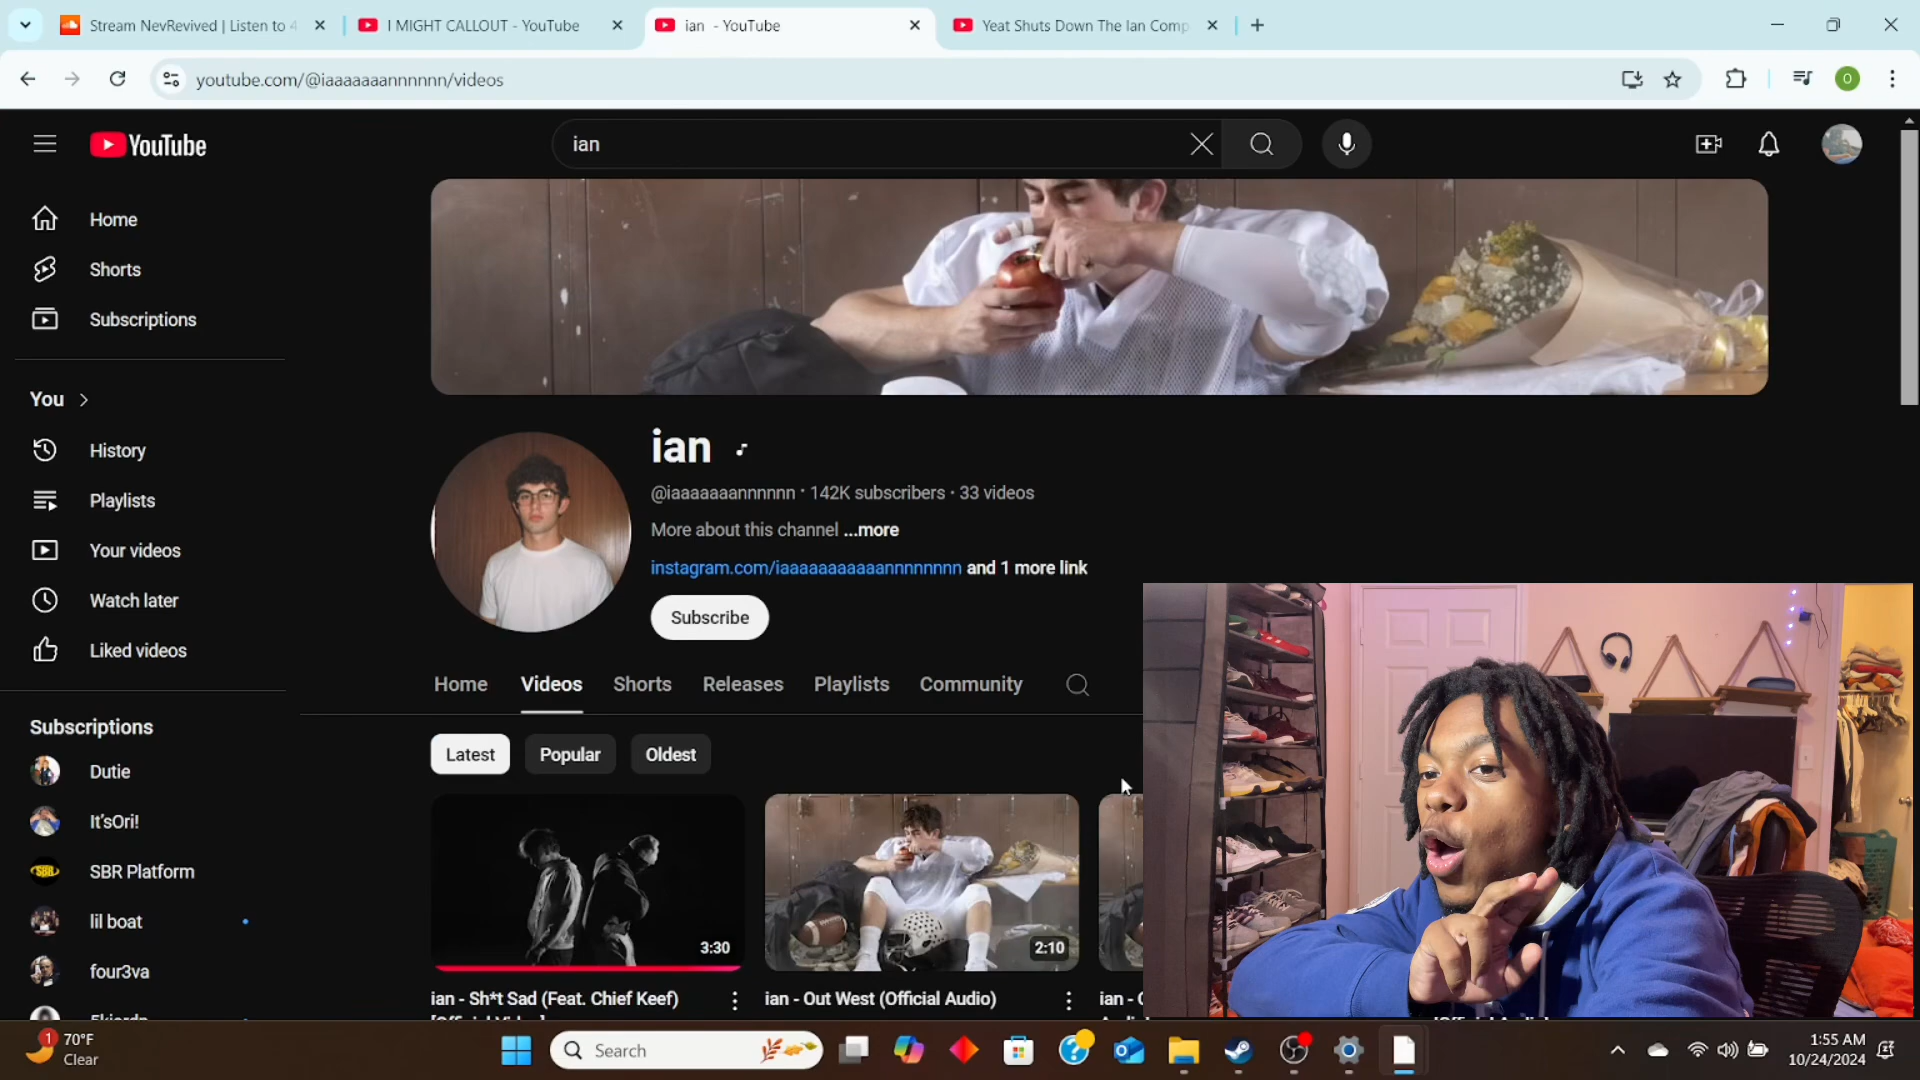 Stream NevRevived | Listen to 4
I MIGHT CALLOUT - YouTube
ian - YouTube
Yeat Shuts Down The Ian Comp
youtube.com/@iaaaaaaannnnnn/videos
O
YouTube
ian
Home
Shorts
Subscriptions
You
History
Playlists
Your videos
Watch later
Liked videos
Subscriptions
Dutie
It'sOri!
SBR Platform
lil boat
four3va
ian
@iaaaaaaannnnnn · 142K subscribers · 33 videos
More about this channel ...more
instagram.com/iaaaaaaaaaaannnnnnnn and 1 more link
Subscribe
Home
Videos
Shorts
Releases
Playlists
Community
Latest
Popular
Oldest
3:30
2:10
ian - Sh*t Sad (Feat. Chief Keef)
ian - Out West (Official Audio)
1
70°F
Clear
Search
1:55 AM
10/24/2024